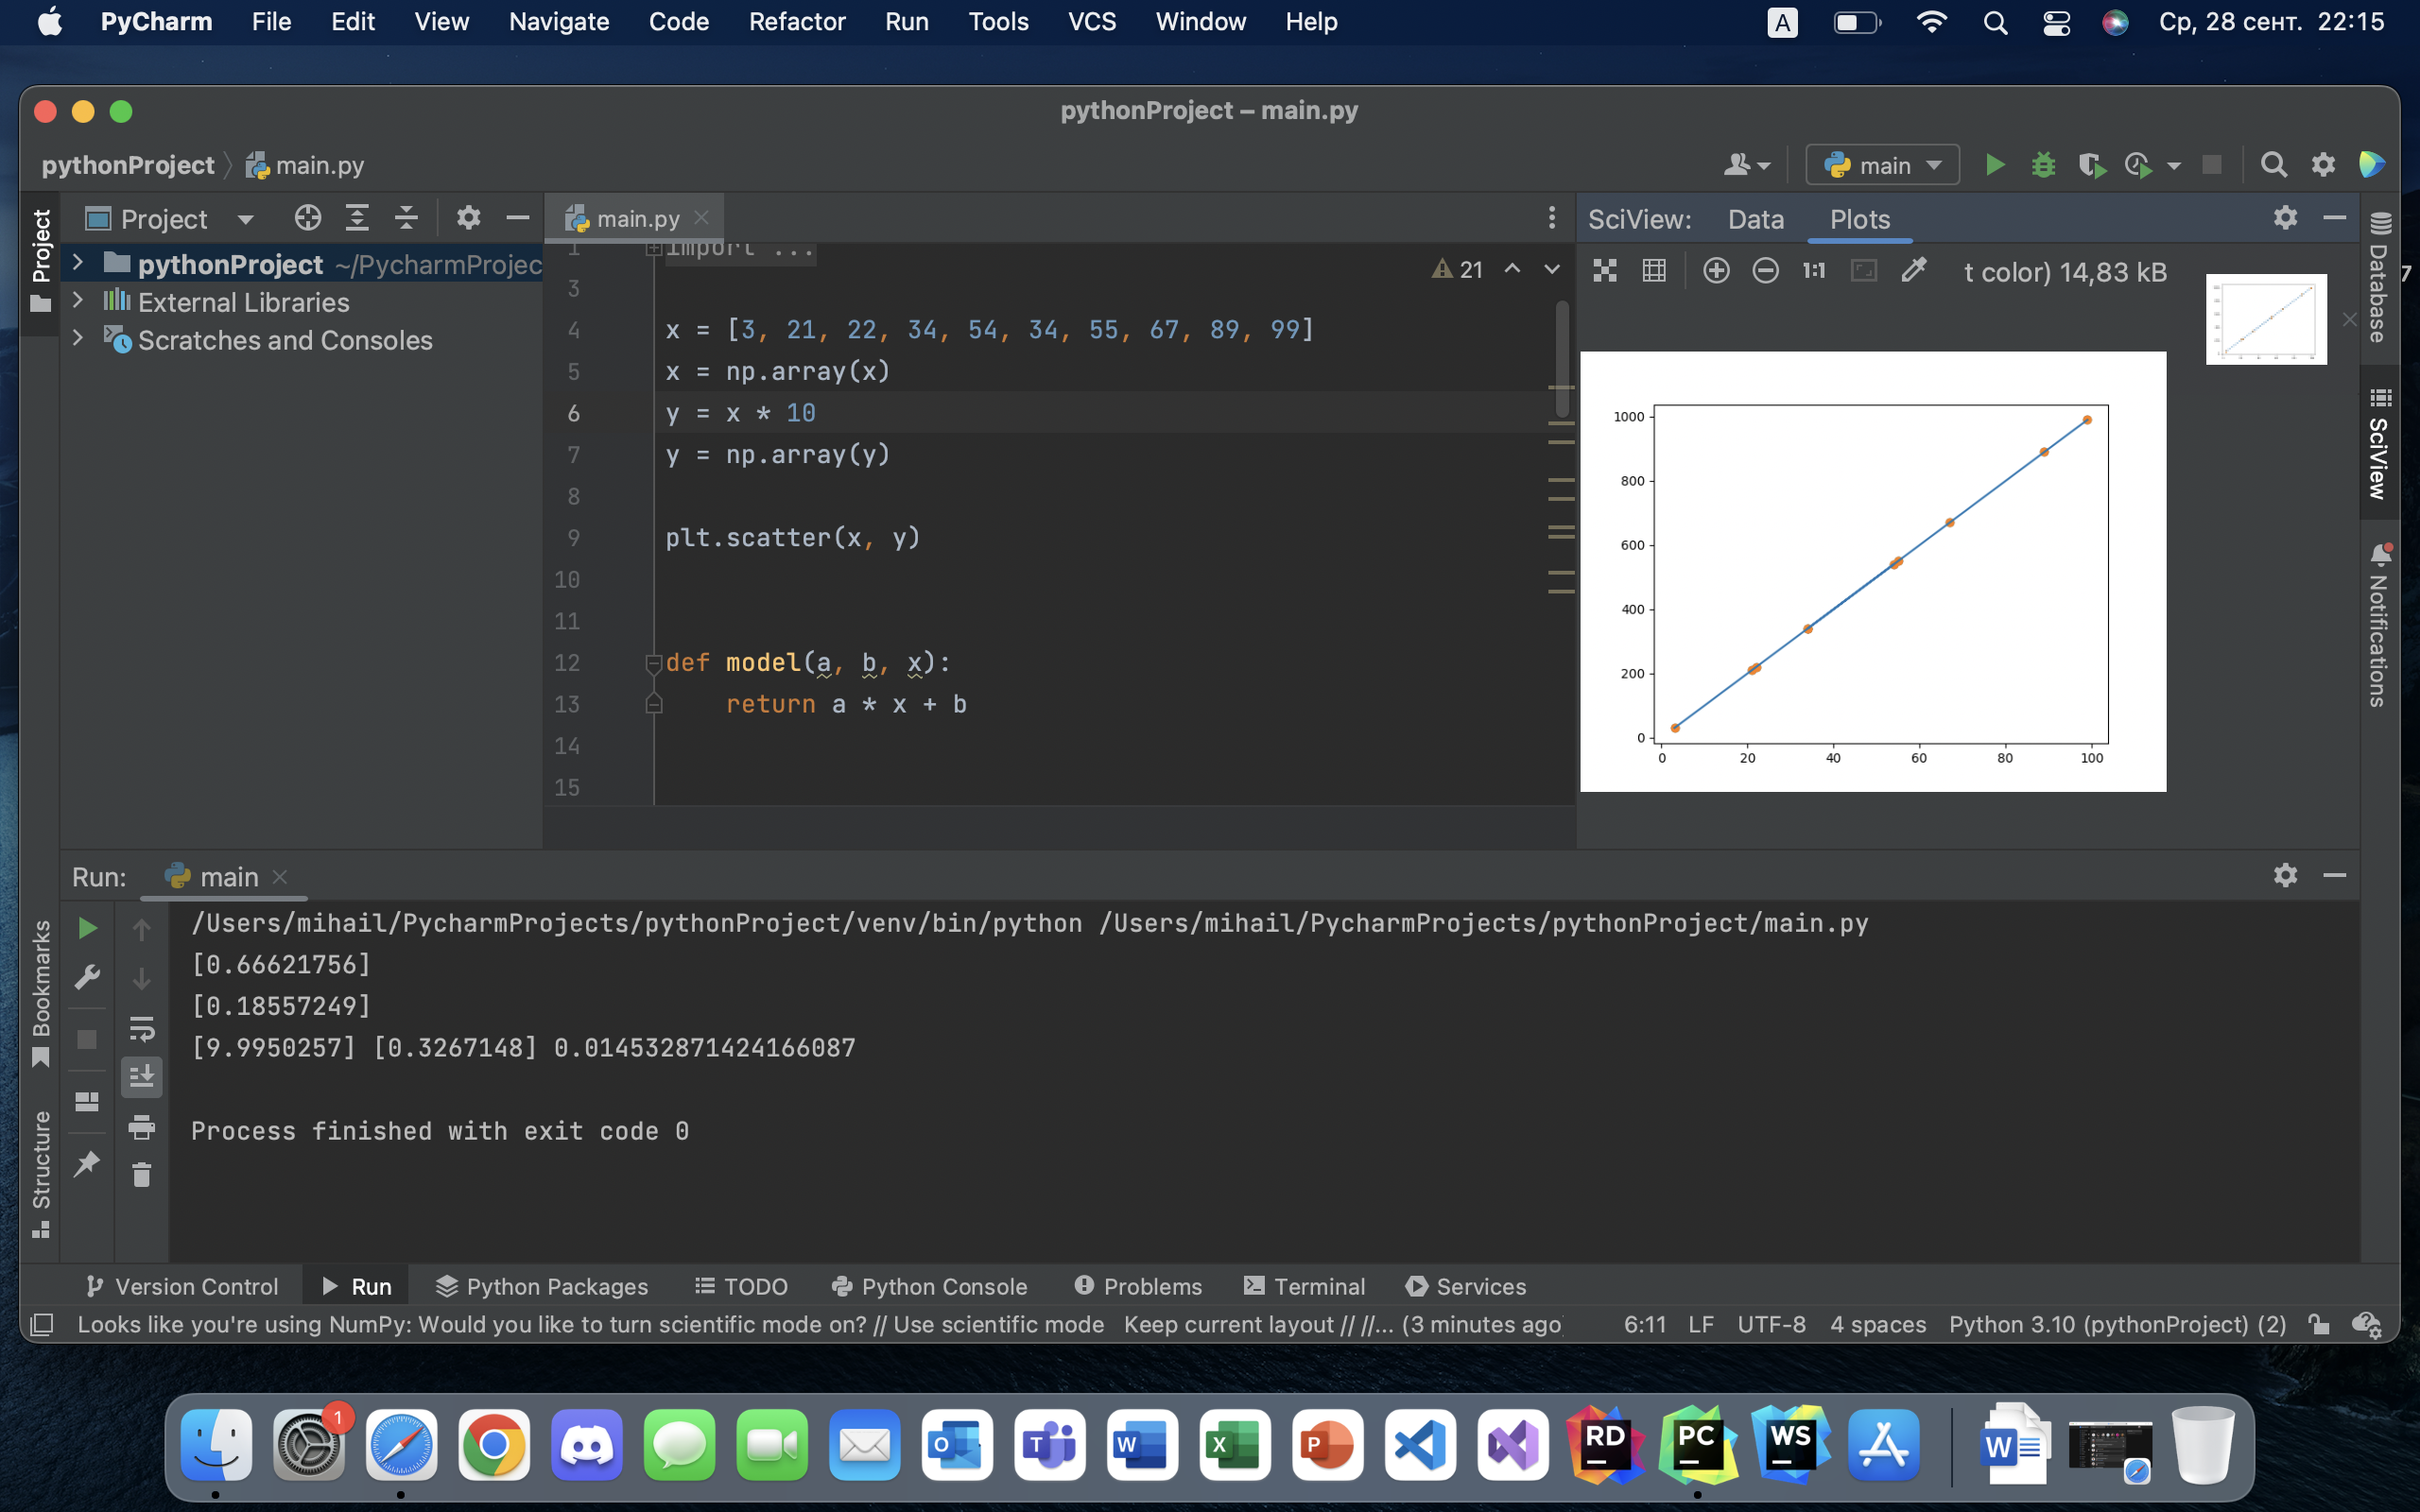 PyCharm File Edit View Navigate Code Refactor Run Tools VCS Window Help A Ср, 28 сент. 22:15
pythonProject – main.py
pythonProject main.py main
Project main.py SciView: Data Plots
Project
pythonProject ~/PycharmProjec
External Libraries
Scratches and Consoles
1 import ...
21
3
4 x = [3, 21, 22, 34, 54, 34, 55, 67, 89, 99]
5 x = np.array(x)
6 y = x * 10
7 y = np.array(y)
8
9 plt.scatter(x, y)
10
11
12 def model(a, b, x):
13 return a * x + b
14
15
1:1 t color) 14,83 kB
1000
800
600
400
200
0
0 20 40 60 80 100
Database
SciView
Notifications
7
Run: main
/Users/mihail/PycharmProjects/pythonProject/venv/bin/python /Users/mihail/PycharmProjects/pythonProject/main.py
[0.66621756]
[0.18557249]
[9.9950257] [0.3267148] 0.014532871424166087
Process finished with exit code 0
Bookmarks
Structure
Version Control Run Python Packages TODO Python Console Problems Terminal Services
Looks like you're using NumPy: Would you like to turn scientific mode on? // Use scientific mode Keep current layout // //... (3 minutes ago 6:11 LF UTF-8 4 spaces Python 3.10 (pythonProject) (2)
1 O T W X P RD PC WS W